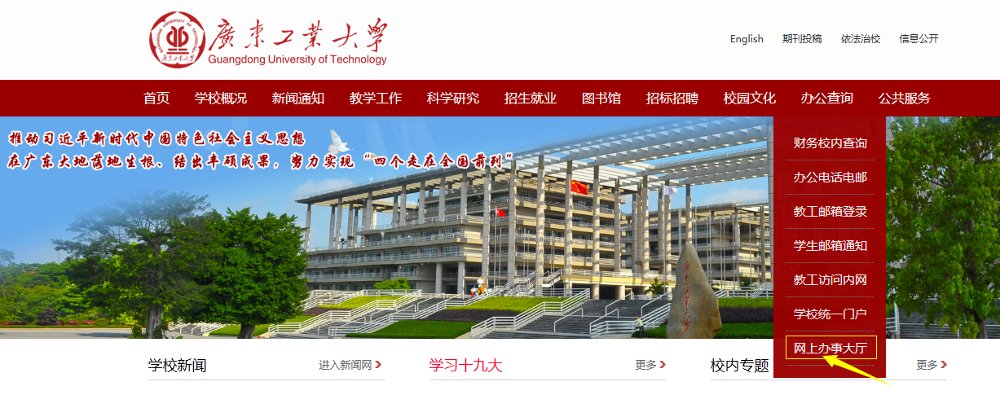 廣東工業大學
Guangdong University of Technology
English 期刊投稿 依法治校 信息公开
首页 学校概况 新闻通知 教学工作 科学研究 招生就业 图书馆 招标招聘 校园文化 办公查询 公共服务
推动习近平新时代中国特色社会主义思想
在广东大地落地生根、结出丰硕成果，努力实现“四个走在全国前列”
财务校内查询
办公电话电邮
教工邮箱登录
学生邮箱通知
教工访问内网
学校统一门户
网上办事大厅
廣東工業大學
学校新闻 进入新闻网 学习十九大 更多 校内专题 更多